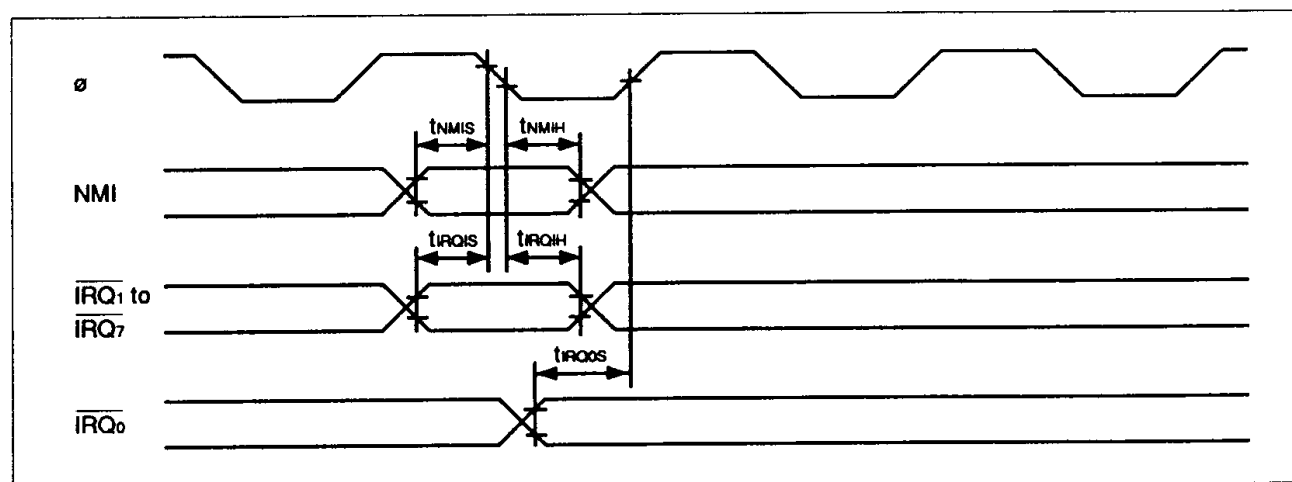 ø
tNMIS
tNMIH
NMI
tIRQIS
tIRQIH
IRQ1 to
IRQ7
tIRQ0S
IRQ0